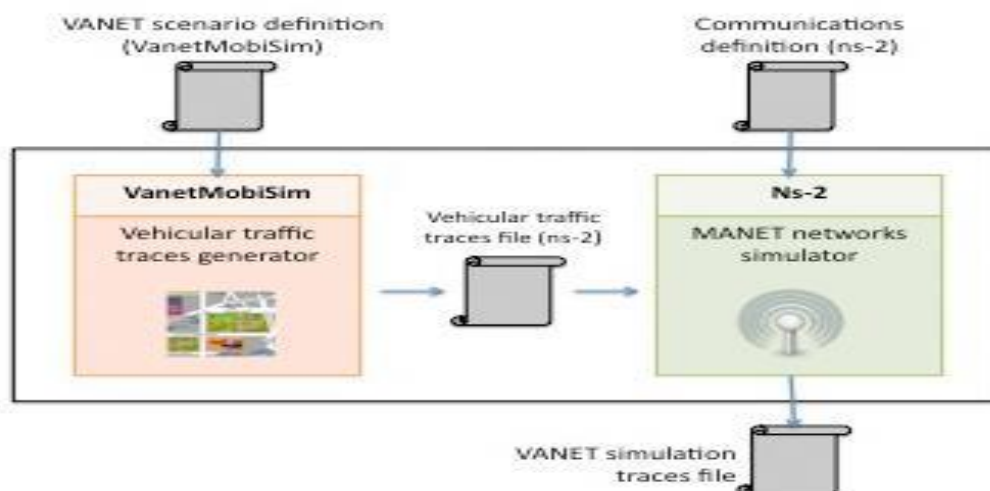 VANET scenario definition
(VanetMobiSim)
Communications
definition (ns-2)
VanetMobiSim
Vehicular traffic
traces generator
Vehicular traffic
traces file (ns-2)
Ns-2
MANET networks
simulator
VANET simulation
traces file